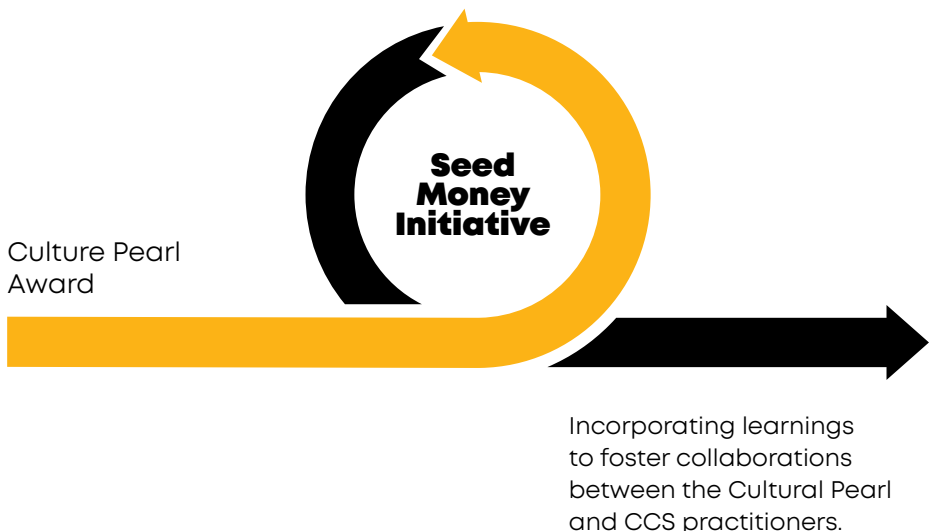 Seed
Money
Initiative
Culture Pearl
Award
Incorporating learnings
to foster collaborations
between the Cultural Pearl
and CCS practitioners.